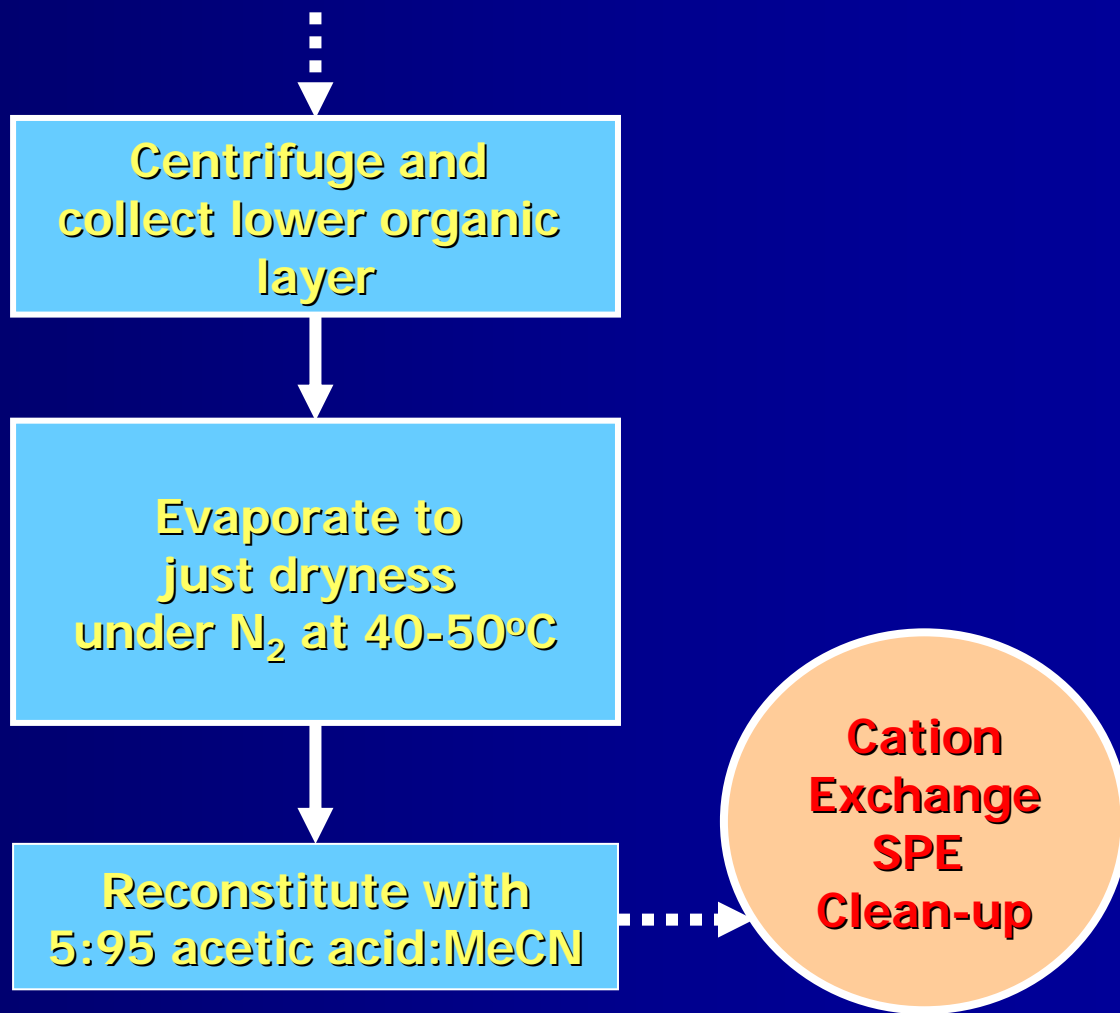 Centrifuge and
collect lower organic
layer
Evaporate to
just dryness
under N₂ at 40-50ºC
Reconstitute with
5:95 acetic acid:MeCN
Cation
Exchange
SPE
Clean-up